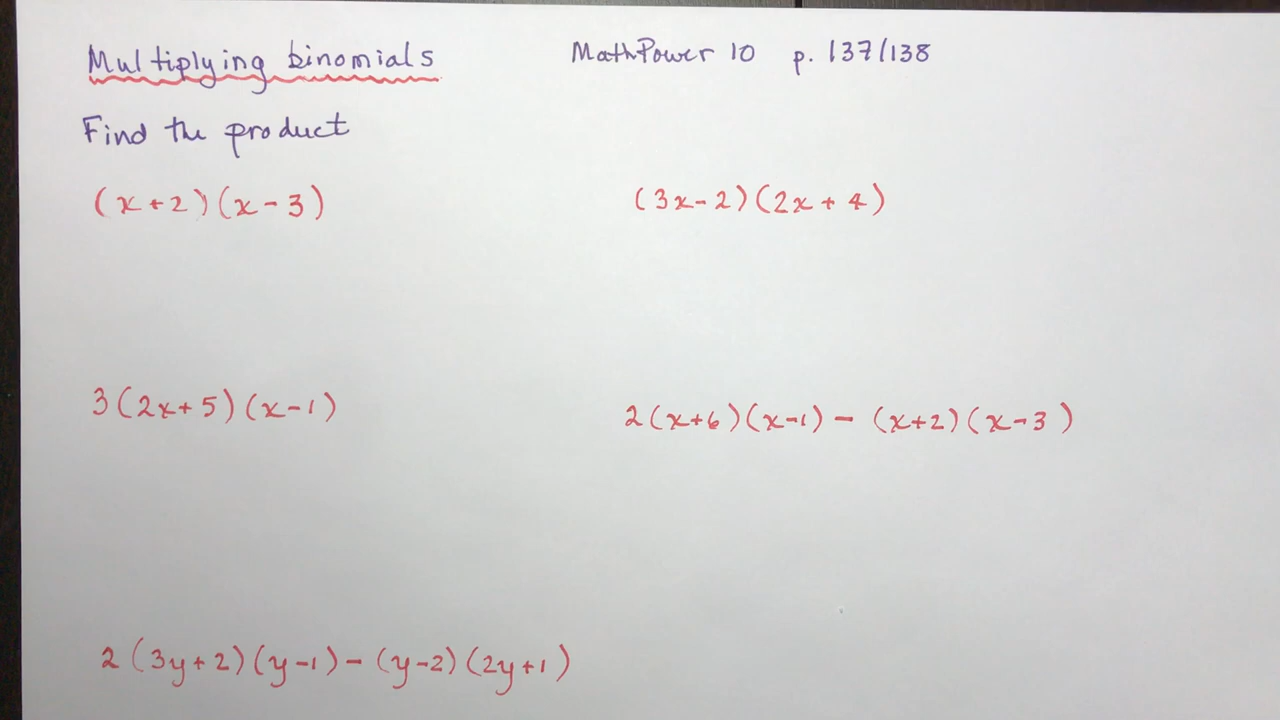 Multiplying binomials MathPower 10 p. 137/138
Find the product
(x+2)(x-3) (3x-2)(2x+4)
3(2x+5)(x-1) 2(x+6)(x-1) - (x+2)(x-3)
2(3y+2)(y-1) - (y-2)(2y+1)